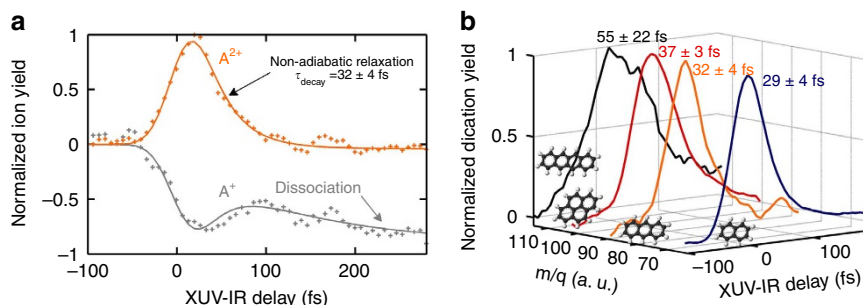 a
Normalized ion yield
1
0.5
0
−0.5
−1
A2+
Non-adiabatic relaxation
τdecay =32 ± 4 fs
A+
Dissociation
−100
0
100
200
XUV-IR delay (fs)
b
Normalized dication yield
1
0.5
0
55 ± 22 fs
37 ± 3 fs
32 ± 4 fs
29 ± 4 fs
110
100
90
80
70
m/q (a. u.)
−100
0
100
XUV-IR delay (fs)